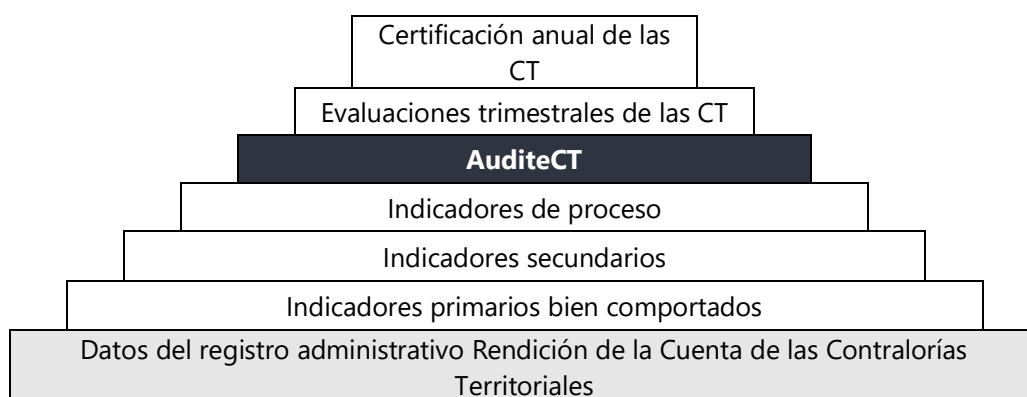 Certificación anual de las
CT
Evaluaciones trimestrales de las CT
AuditeCT
Indicadores de proceso
Indicadores secundarios
Indicadores primarios bien comportados
Datos del registro administrativo Rendición de la Cuenta de las Contralorías
Territoriales